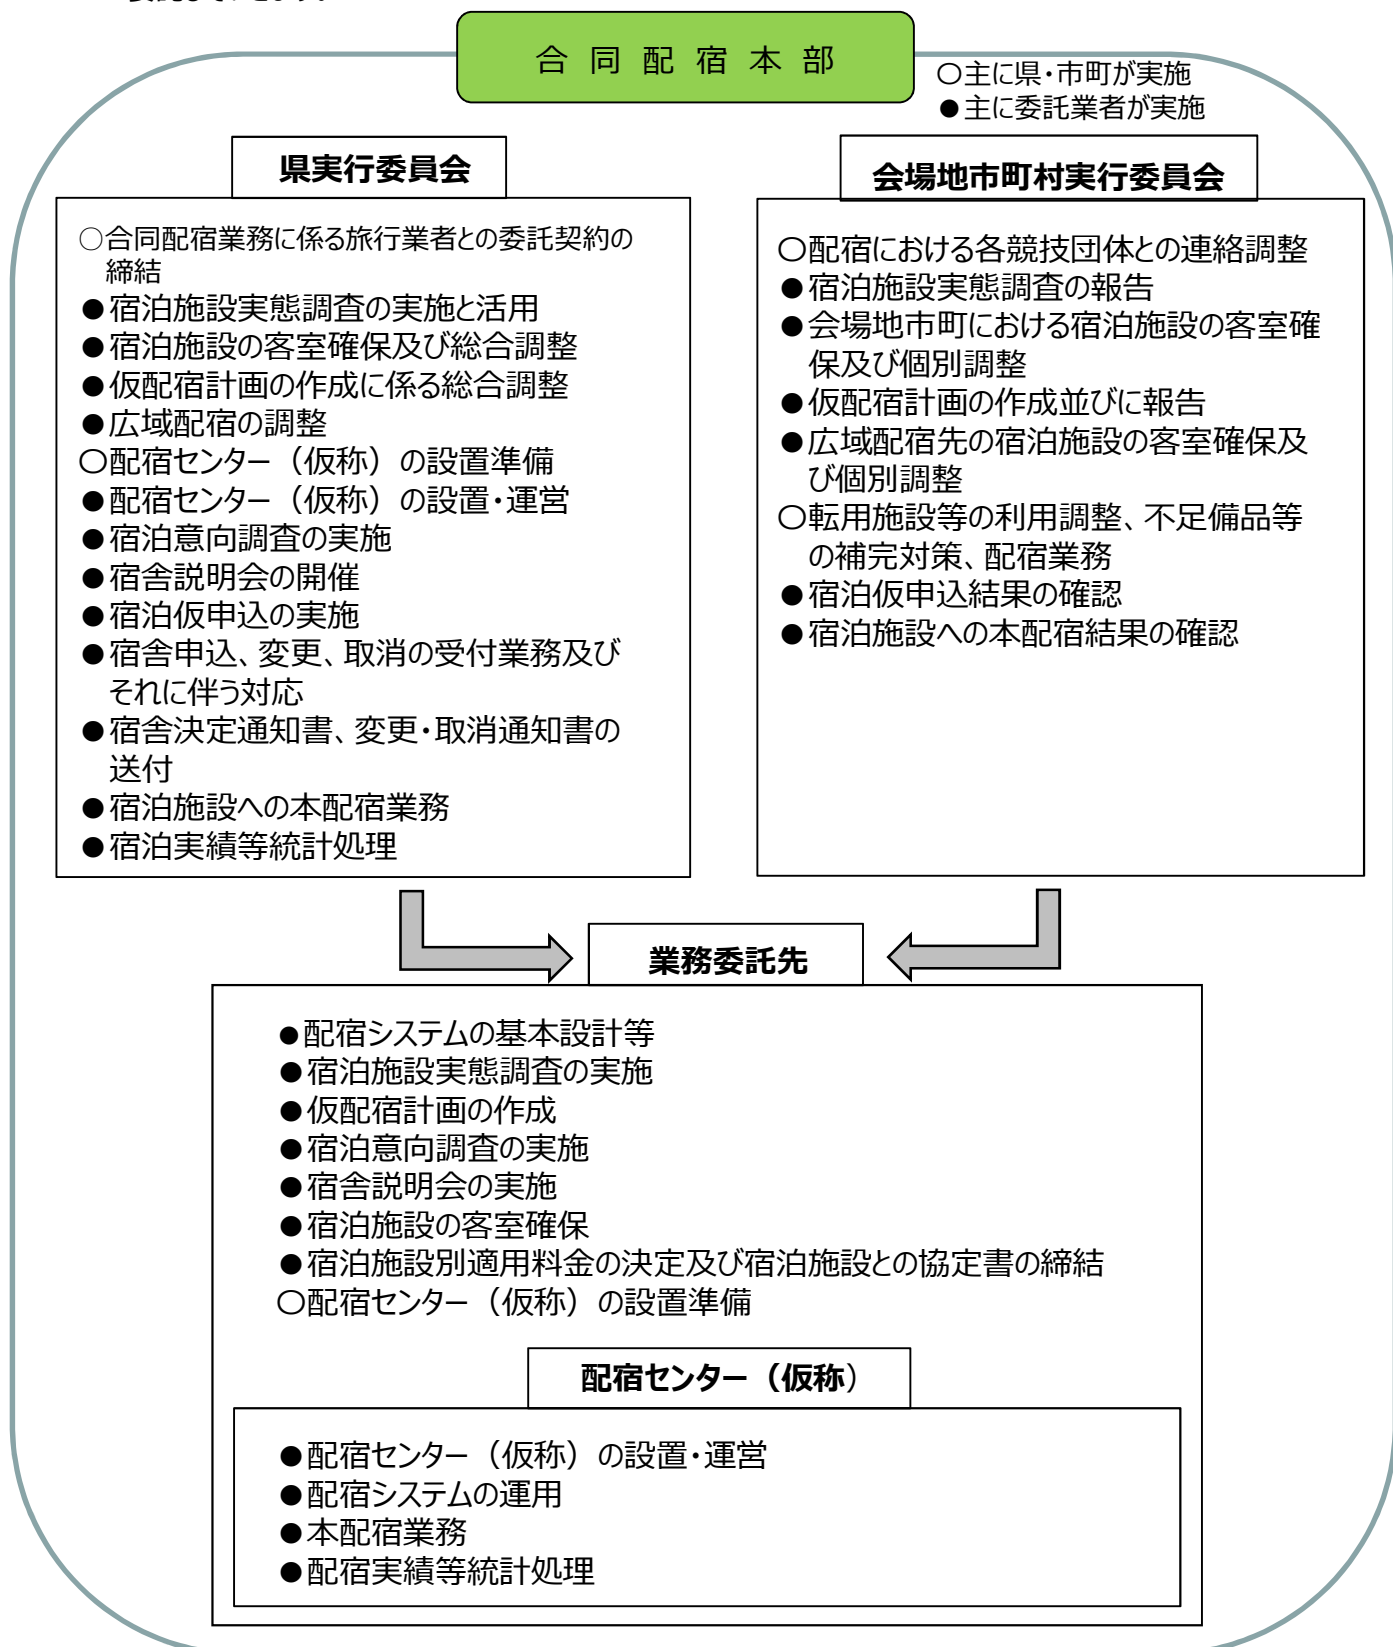 合同配宿本部
〇主に県・市町が実施
●主に委託業者が実施
県実行委員会
〇合同配宿業務に係る旅行業者との委託契約の
締結
●宿泊施設実態調査の実施と活用
●宿泊施設の客室確保及び総合調整
●仮配宿計画の作成に係る総合調整
●広域配宿の調整
〇配宿センター（仮称）の設置準備
●配宿センター（仮称）の設置・運営
●宿泊意向調査の実施
●宿舎説明会の開催
●宿泊仮申込の実施
●宿舎申込、変更、取消の受付業務及び
それに伴う対応
●宿舎決定通知書、変更・取消通知書の
送付
●宿泊施設への本配宿業務
●宿泊実績等統計処理
会場地市町村実行委員会
〇配宿における各競技団体との連絡調整
●宿泊施設実態調査の報告
●会場地市町における宿泊施設の客室確
保及び個別調整
●仮配宿計画の作成並びに報告
●広域配宿先の宿泊施設の客室確保及
び個別調整
〇転用施設等の利用調整、不足備品等
の補完対策、配宿業務
●宿泊仮申込結果の確認
●宿泊施設への本配宿結果の確認
業務委託先
●配宿システムの基本設計等
●宿泊施設実態調査の実施
●仮配宿計画の作成
●宿泊意向調査の実施
●宿舎説明会の実施
●宿泊施設の客室確保
●宿泊施設別適用料金の決定及び宿泊施設との協定書の締結
〇配宿センター（仮称）の設置準備
配宿センター（仮称）
●配宿センター（仮称）の設置・運営
●配宿システムの運用
●本配宿業務
●配宿実績等統計処理